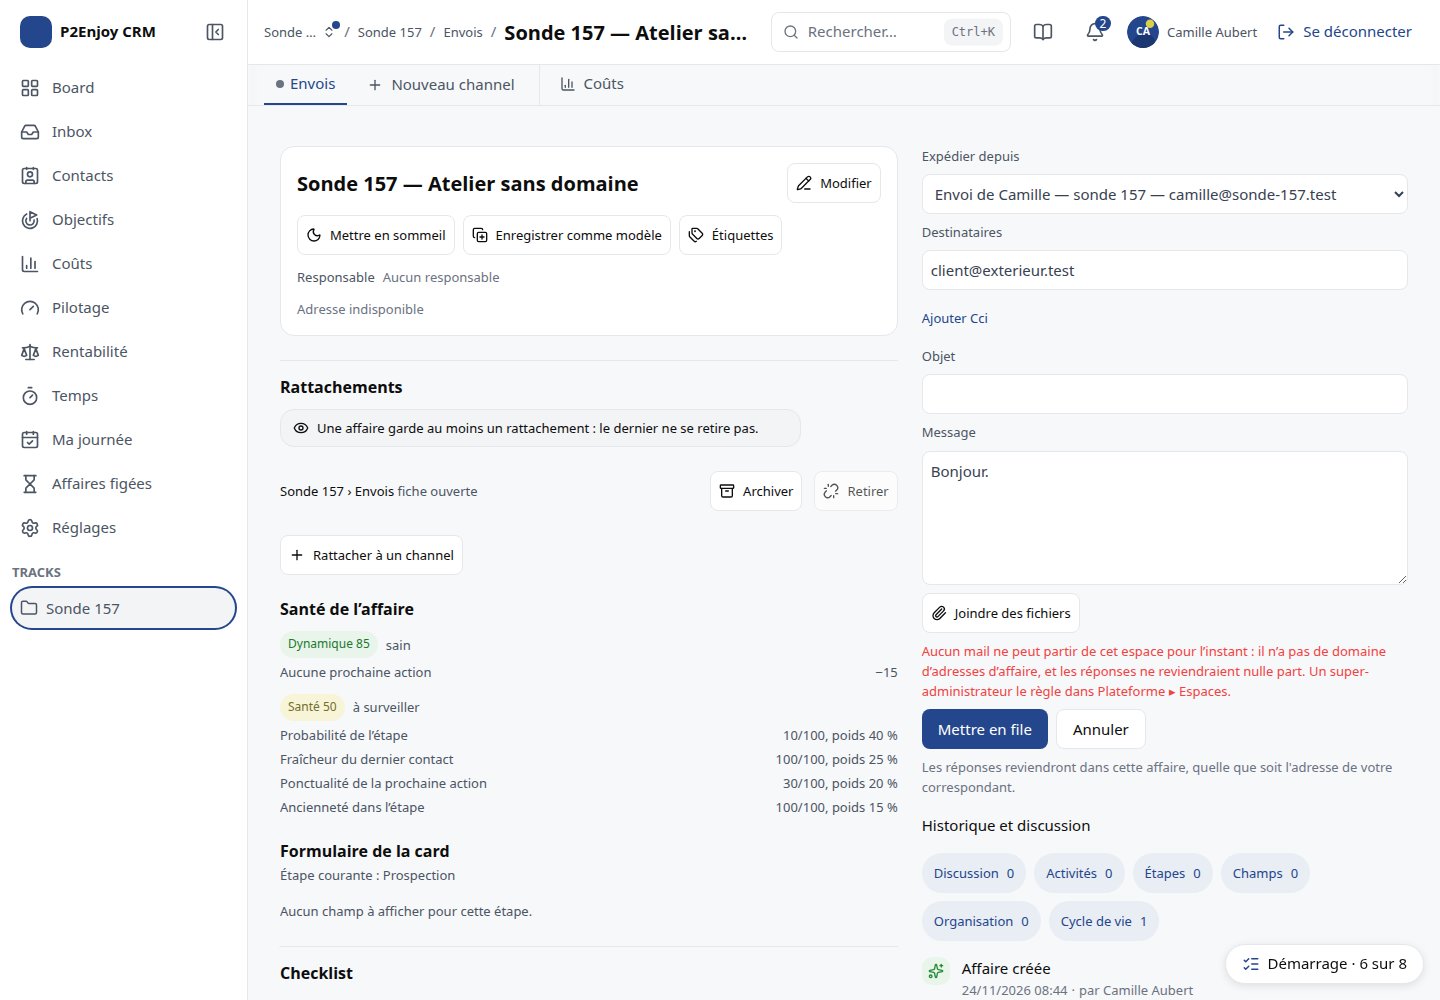 P2Enjoy CRM
Board
Inbox
Contacts
Objectifs
Coûts
Pilotage
Rentabilité
Temps
Ma journée
Affaires figées
Réglages
TRACKS
Sonde 157
Sonde ... / Sonde 157 / Envois / Sonde 157 — Atelier sa...
Rechercher... Ctrl+K
2
CA Camille Aubert
Se déconnecter
Envois
Nouveau channel
Coûts
Sonde 157 — Atelier sans domaine
Modifier
Mettre en sommeil
Enregistrer comme modèle
Étiquettes
Responsable Aucun responsable
Adresse indisponible
Rattachements
Une affaire garde au moins un rattachement : le dernier ne se retire pas.
Sonde 157 › Envois fiche ouverte
Archiver
Retirer
Rattacher à un channel
Santé de l’affaire
Dynamique 85 sain
Aucune prochaine action −15
Santé 50 à surveiller
Probabilité de l’étape 10/100, poids 40 %
Fraîcheur du dernier contact 100/100, poids 25 %
Ponctualité de la prochaine action 30/100, poids 20 %
Ancienneté dans l’étape 100/100, poids 15 %
Formulaire de la card
Étape courante : Prospection
Aucun champ à afficher pour cette étape.
Checklist
Expédier depuis
Envoi de Camille — sonde 157 — camille@sonde-157.test
Destinataires
client@exterieur.test
Ajouter Cci
Objet
Message
Bonjour.
Joindre des fichiers
Aucun mail ne peut partir de cet espace pour l’instant : il n’a pas de domaine
d’adresses d’affaire, et les réponses ne reviendraient nulle part. Un super-
administrateur le règle dans Plateforme ▸ Espaces.
Mettre en file
Annuler
Les réponses reviendront dans cette affaire, quelle que soit l'adresse de votre
correspondant.
Historique et discussion
Discussion 0
Activités 0
Étapes 0
Champs 0
Organisation 0
Cycle de vie 1
Affaire créée
24/11/2026 08:44 · par Camille Aubert
Démarrage · 6 sur 8